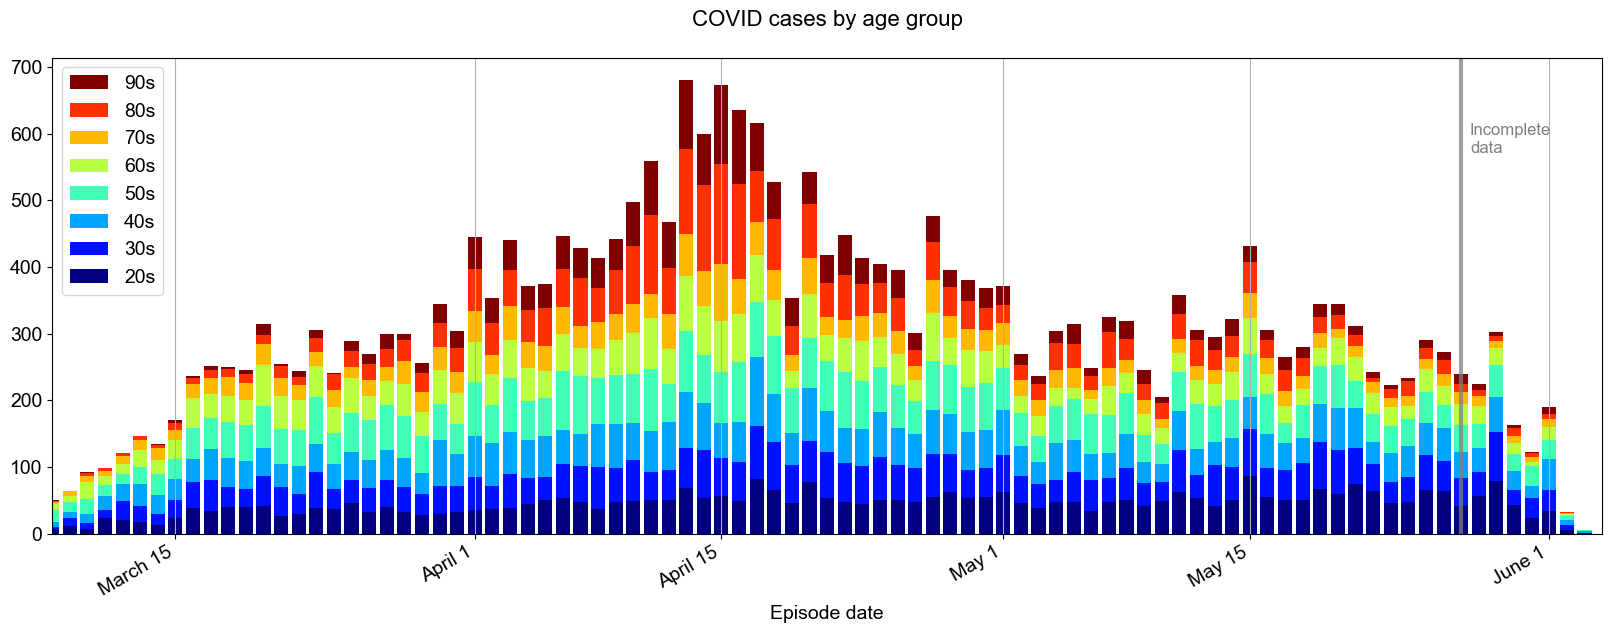 COVID cases by age group
700
600
500
400
300
200
100
0
90s
80s
70s
60s
50s
40s
30s
20s
Incomplete
data
March 15
April 1
April 15
May 1
May 15
June 1
Episode date